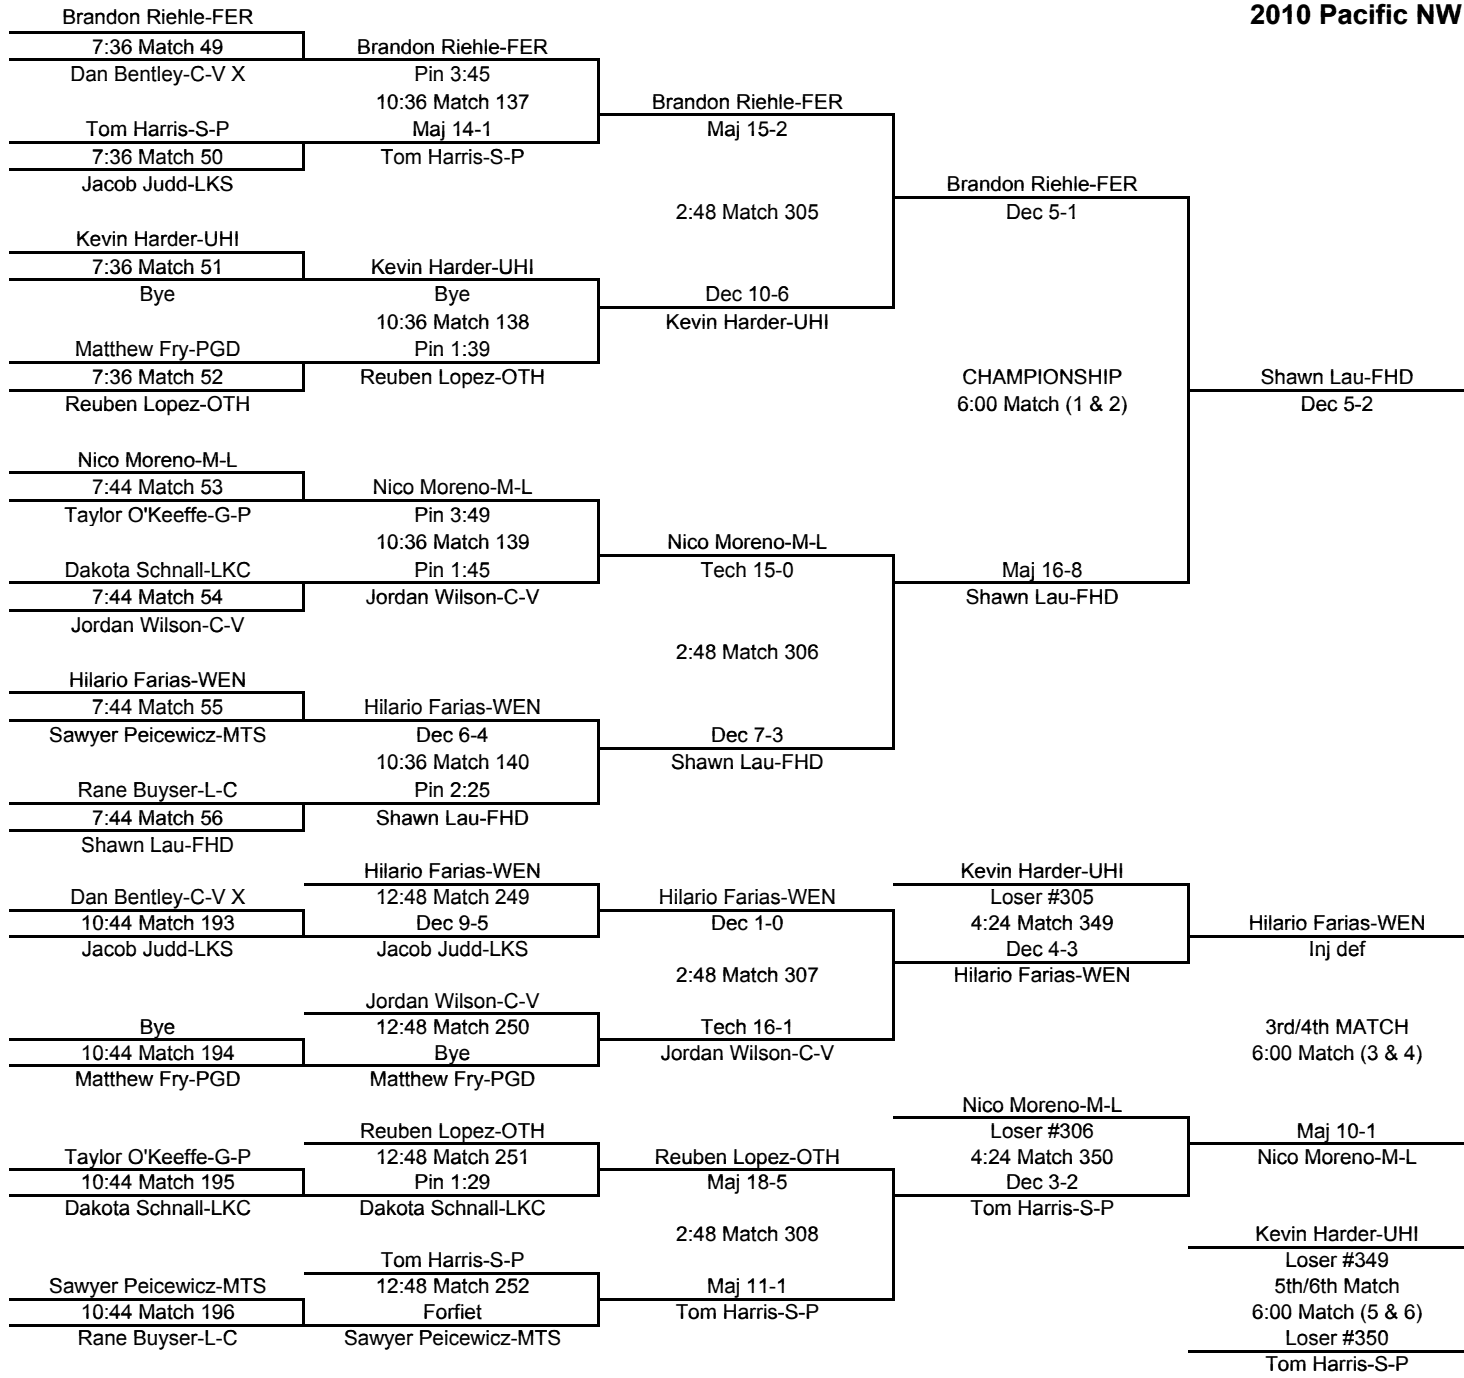 2010 Pacific NW
Brandon Riehle-FER
7:36 Match 49
Dan Bentley-C-V X
Tom Harris-S-P
7:36 Match 50
Jacob Judd-LKS
Kevin Harder-UHI
7:36 Match 51
Bye
Matthew Fry-PGD
7:36 Match 52
Reuben Lopez-OTH
Nico Moreno-M-L
7:44 Match 53
Taylor O'Keeffe-G-P
Dakota Schnall-LKC
7:44 Match 54
Jordan Wilson-C-V
Hilario Farias-WEN
7:44 Match 55
Sawyer Peicewicz-MTS
Rane Buyser-L-C
7:44 Match 56
Shawn Lau-FHD
Brandon Riehle-FER
Pin 3:45
10:36 Match 137
Maj 14-1
Tom Harris-S-P
Kevin Harder-UHI
Bye
10:36 Match 138
Pin 1:39
Reuben Lopez-OTH
Nico Moreno-M-L
Pin 3:49
10:36 Match 139
Pin 1:45
Jordan Wilson-C-V
Hilario Farias-WEN
Dec 6-4
10:36 Match 140
Pin 2:25
Shawn Lau-FHD
Brandon Riehle-FER
Maj 15-2
2:48 Match 305
Dec 10-6
Kevin Harder-UHI
Nico Moreno-M-L
Tech 15-0
2:48 Match 306
Dec 7-3
Shawn Lau-FHD
Brandon Riehle-FER
Dec 5-1
CHAMPIONSHIP
6:00 Match (1 & 2)
Maj 16-8
Shawn Lau-FHD
Shawn Lau-FHD
Dec 5-2
Dan Bentley-C-V X
10:44 Match 193
Jacob Judd-LKS
Bye
10:44 Match 194
Matthew Fry-PGD
Taylor O'Keeffe-G-P
10:44 Match 195
Dakota Schnall-LKC
Sawyer Peicewicz-MTS
10:44 Match 196
Rane Buyser-L-C
Hilario Farias-WEN
12:48 Match 249
Dec 9-5
Jacob Judd-LKS
Jordan Wilson-C-V
12:48 Match 250
Bye
Matthew Fry-PGD
Reuben Lopez-OTH
12:48 Match 251
Pin 1:29
Dakota Schnall-LKC
Tom Harris-S-P
12:48 Match 252
Forfiet
Sawyer Peicewicz-MTS
Hilario Farias-WEN
Dec 1-0
2:48 Match 307
Tech 16-1
Jordan Wilson-C-V
Reuben Lopez-OTH
Maj 18-5
2:48 Match 308
Maj 11-1
Tom Harris-S-P
Kevin Harder-UHI
Loser #305
4:24 Match 349
Dec 4-3
Hilario Farias-WEN
Nico Moreno-M-L
Loser #306
4:24 Match 350
Dec 3-2
Tom Harris-S-P
Hilario Farias-WEN
Inj def
3rd/4th MATCH
6:00 Match (3 & 4)
Maj 10-1
Nico Moreno-M-L
Kevin Harder-UHI
Loser #349
5th/6th Match
6:00 Match (5 & 6)
Loser #350
Tom Harris-S-P